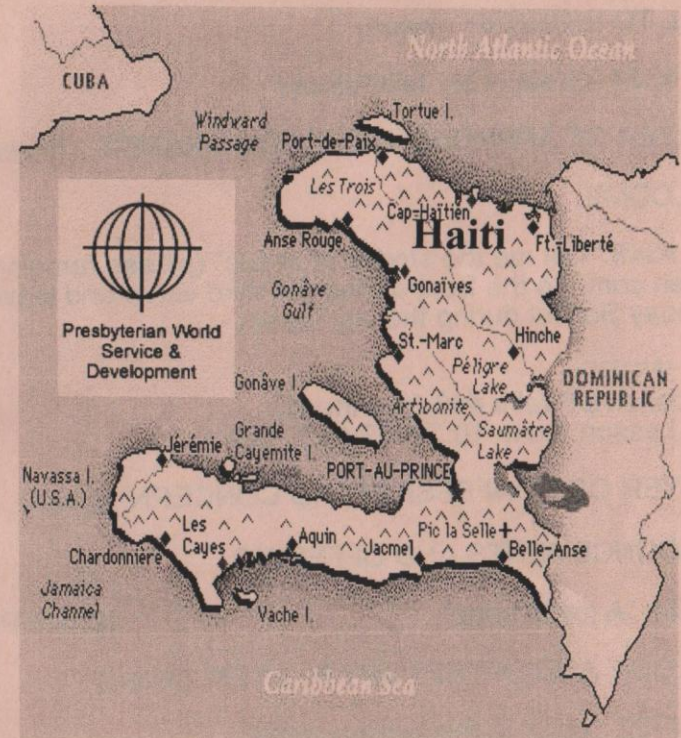 North Atlantic Ocean
CUBA
Tortue I.
Windward
Passage
Port-de-Paix
Les Trois
Cap-Haïtien
Haiti
Anse Rouge
Ft.-Liberté
Gonaïves
Gonâve
Gulf
Presbyterian World
Service &
Development
St.-Marc
Hinche
Péligre
Lake
DOMIHICAN
REPUBLIC
Gonâve I.
Artibonite
Saumâtre
Lake
Grande
Cayemite I.
Jérémie
PORT-AU-PRINCE
Navassa I.
(U.S.A.)
Les
Cayes
Aquin
Jacmel
Pic la Selle
Chardonnière
Belle-Anse
Jamaica
Channel
Vache I.
Caribbean Sea